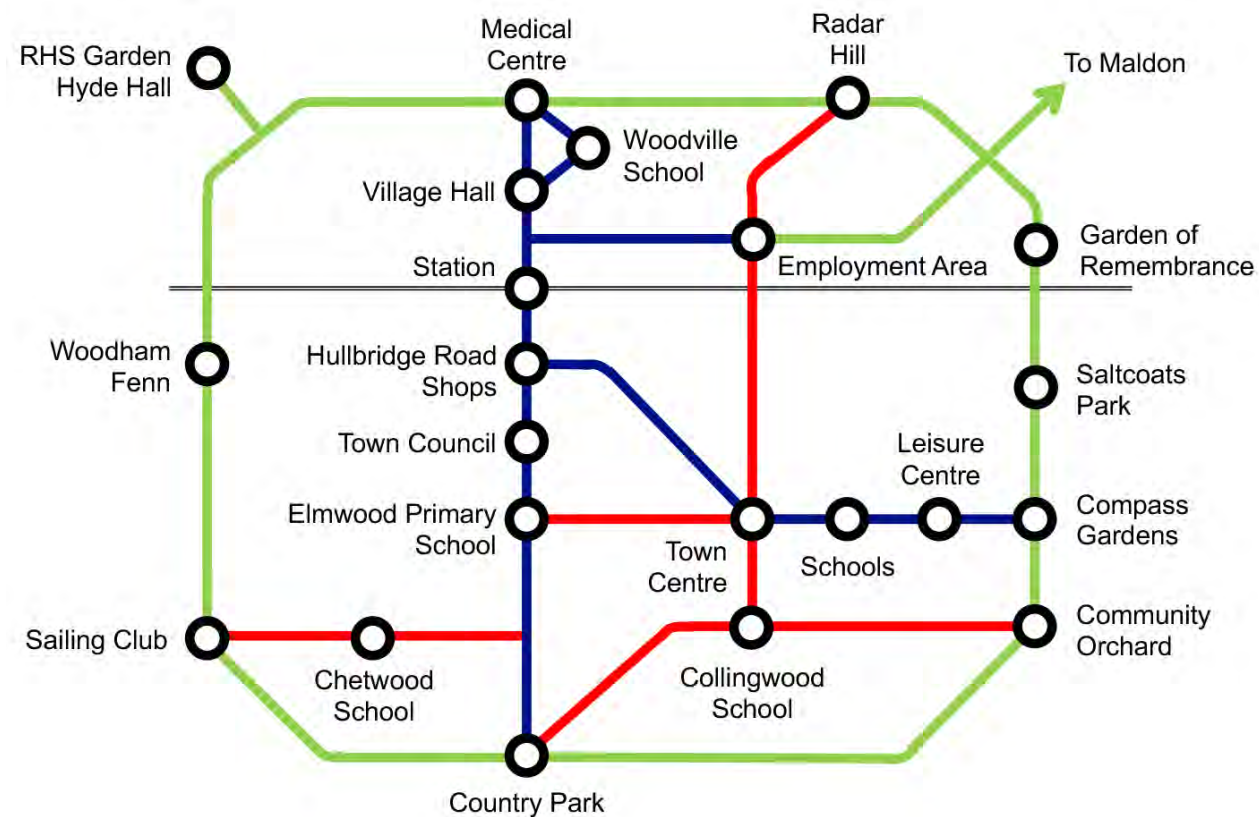 Medical
Centre
Radar
Hill
RHS Garden
Hyde Hall
To Maldon
Woodville
School
Village Hall
Station
Employment Area
Garden of
Remembrance
Woodham
Fenn
Hullbridge Road
Shops
Saltcoats
Park
Town Council
Leisure
Centre
Elmwood Primary
School
Compass
Gardens
Town
Centre
Schools
Sailing Club
Chetwood
School
Collingwood
School
Community
Orchard
Country Park